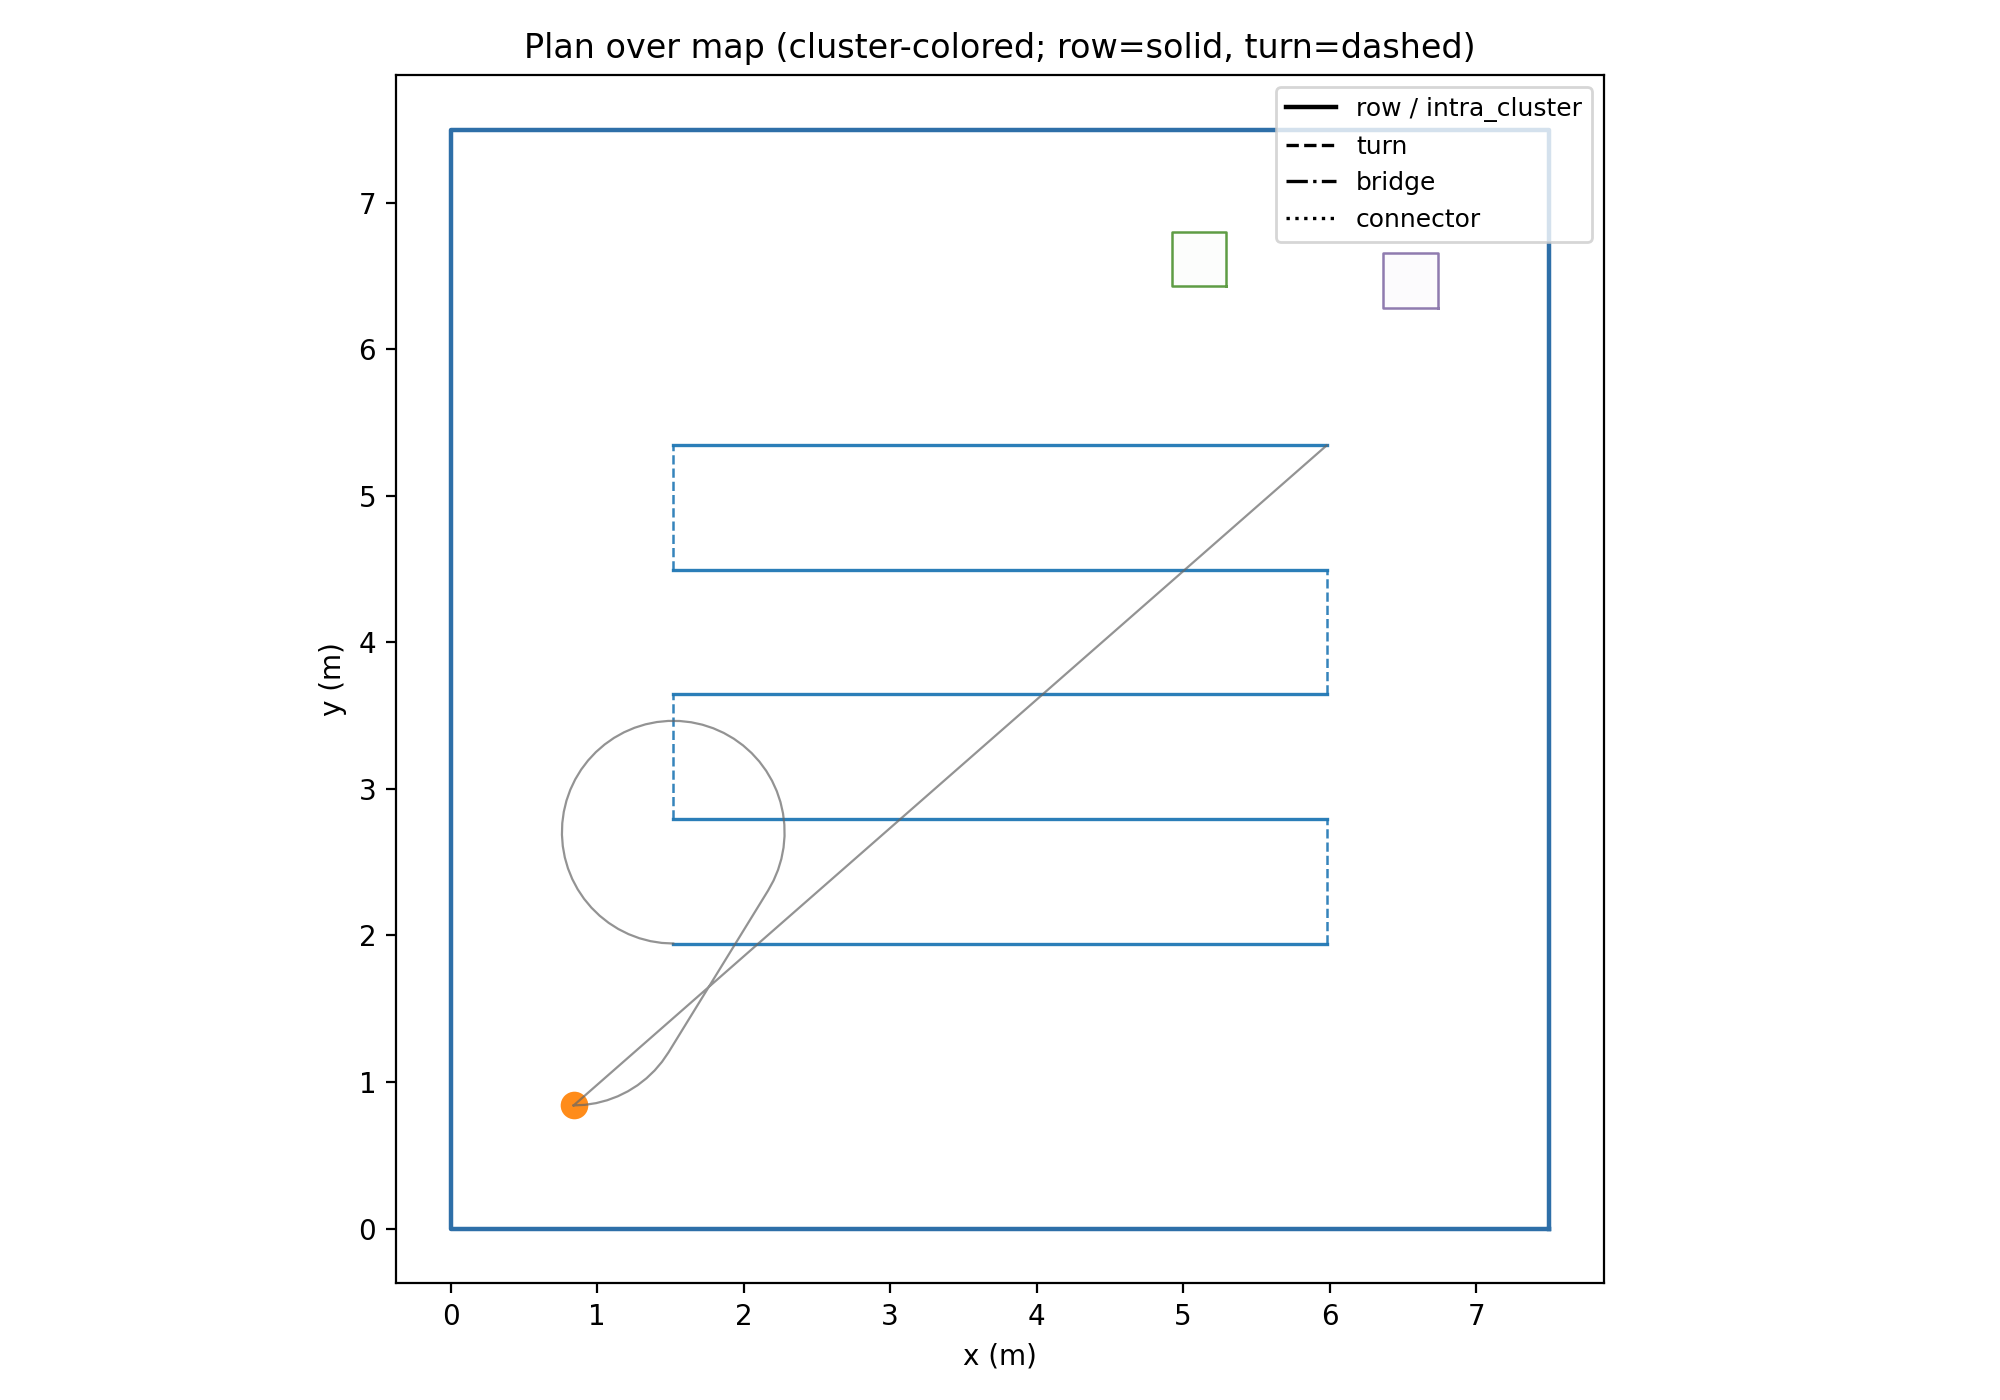 Plan over map (cluster-colored; row=solid, turn=dashed)
row / intra_cluster
turn
bridge
connector
7
6
5
4
3
2
1
0
y (m)
0 1 2 3 4 5 6 7
x (m)